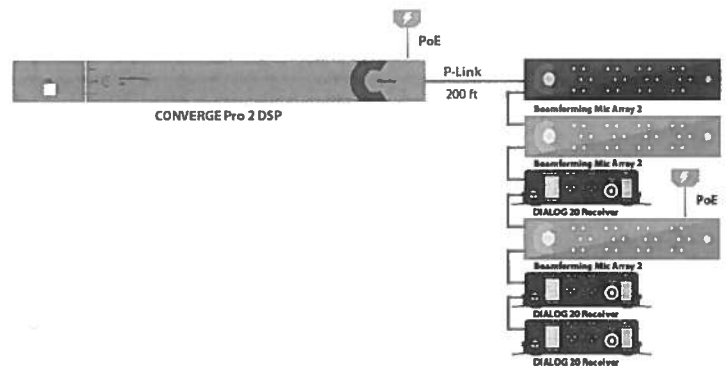 PoE
P-Link
200 ft
CONVERGE Pro 2 DSP
Beamforming Mic Array 2
Beamforming Mic Array 2
PoE
DIALOG 20 Receiver
Beamforming Mic Array 2
DIALOG 20 Receiver
DIALOG 20 Receiver